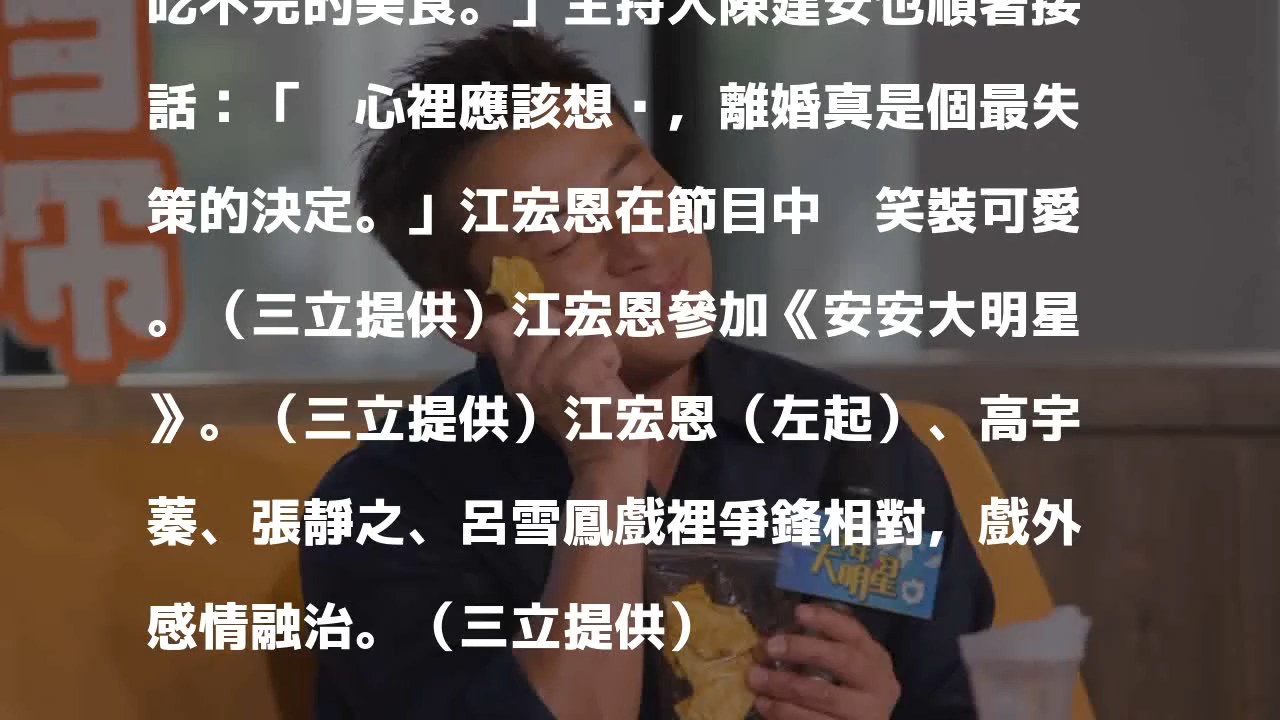 吃不完的美食。」主持人陳建安也順著接
話：「　心裡應該想·，離婚真是個最失
策的決定。」江宏恩在節目中　笑裝可愛
。（三立提供）江宏恩參加《安安大明星
》。（三立提供）江宏恩（左起）、高宇
蓁、張靜之、呂雪鳳戲裡爭鋒相對，戲外
感情融治。（三立提供）
大明星